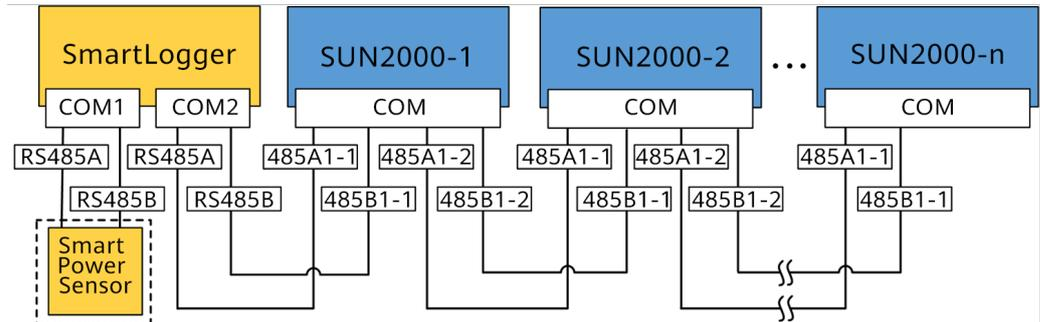 SmartLogger
SUN2000-1
SUN2000-2
...
SUN2000-n
COM1
COM2
COM
COM
COM
RS485A
RS485A
485A1-1
485A1-2
485A1-1
485A1-2
485A1-1
RS485B
RS485B
485B1-1
485B1-2
485B1-1
485B1-2
485B1-1
Smart
Power
Sensor